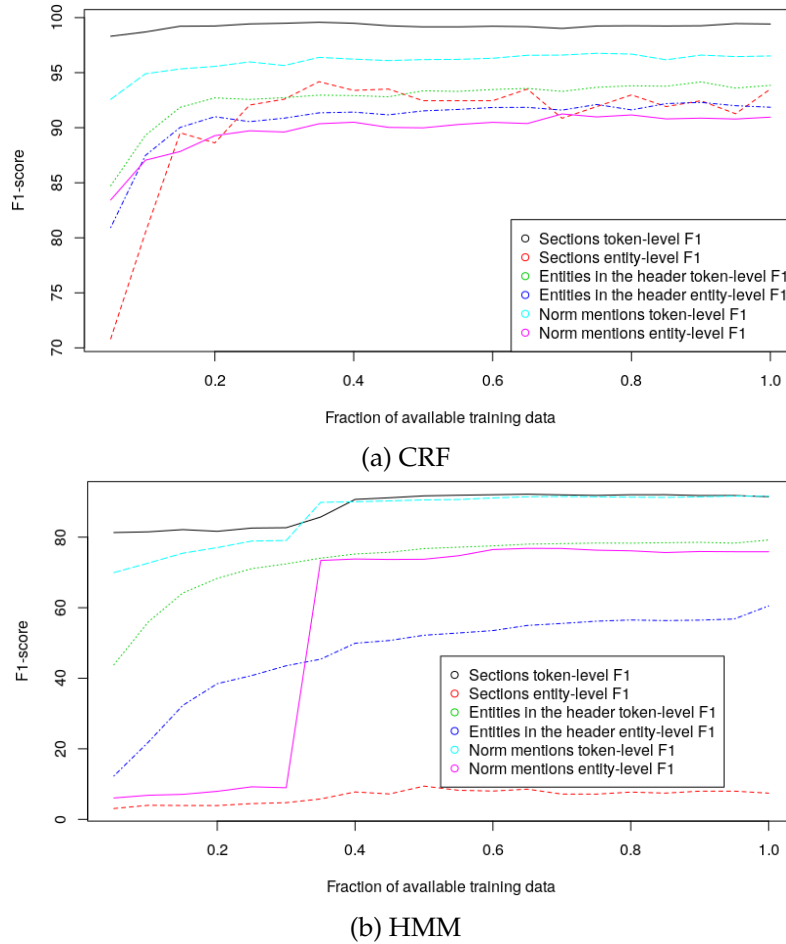 100
95
90
85
80
75
70
F1-score
Sections token-level F1
Sections entity-level F1
Entities in the header token-level F1
Entities in the header entity-level F1
Norm mentions token-level F1
Norm mentions entity-level F1
0.2 0.4 0.6 0.8 1.0
Fraction of available training data
(a) CRF
80
60
40
20
0
F1-score
Sections token-level F1
Sections entity-level F1
Entities in the header token-level F1
Entities in the header entity-level F1
Norm mentions token-level F1
Norm mentions entity-level F1
0.2 0.4 0.6 0.8 1.0
Fraction of available training data
(b) HMM